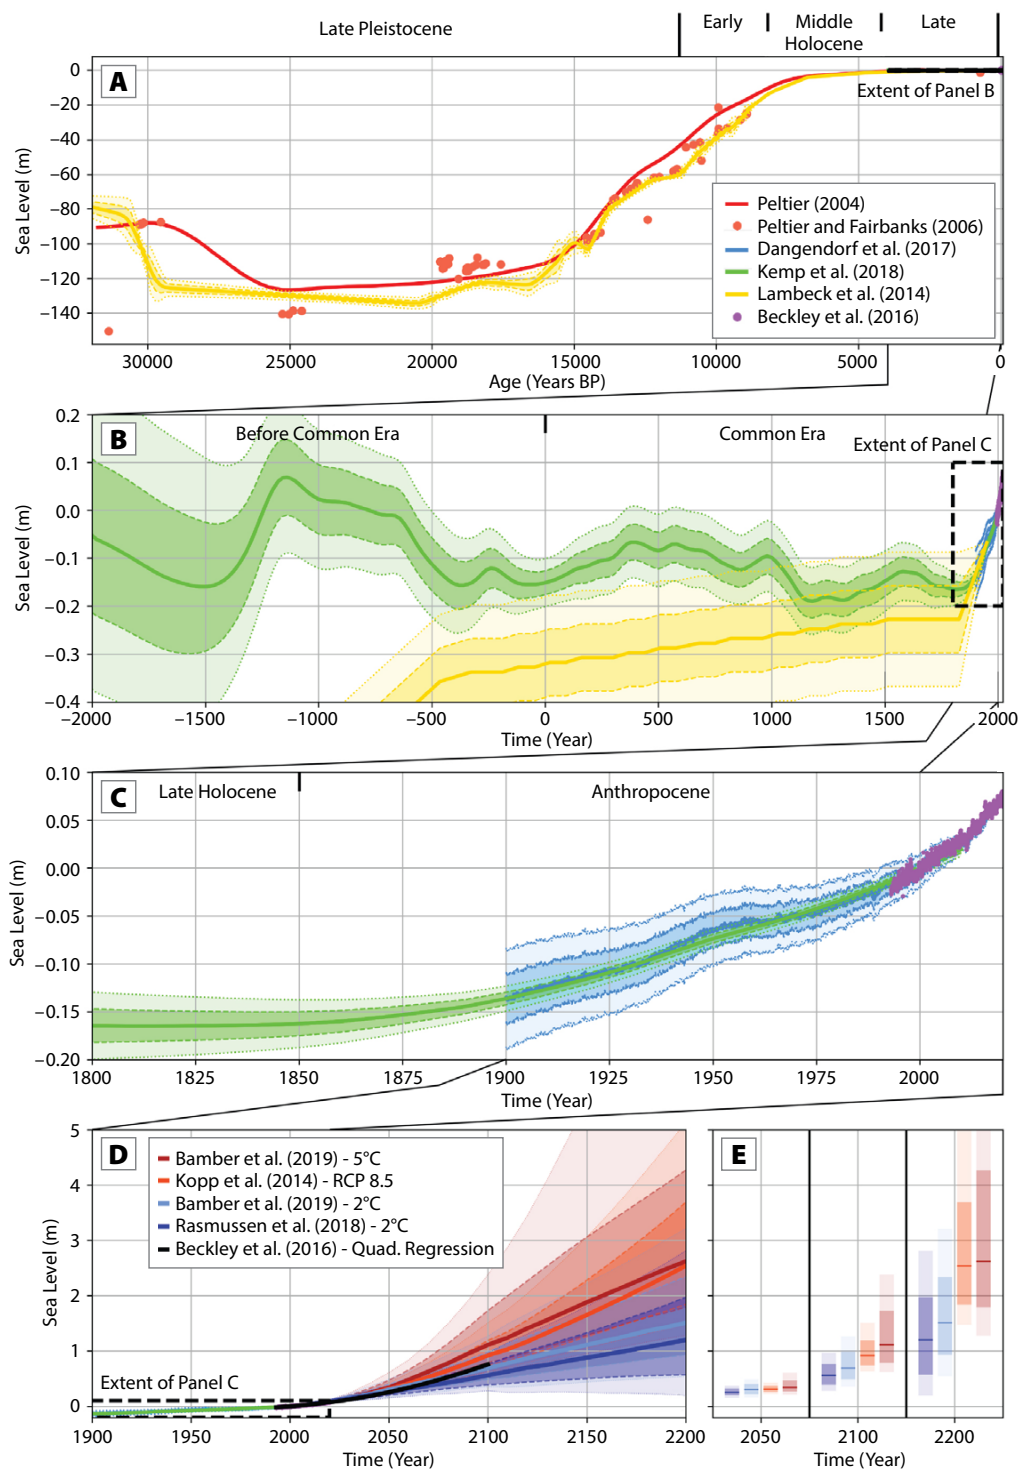 Late Pleistocene
Early
Middle
Late
Holocene
A
Extent of Panel B
0
−20
−40
−60
−80
−100
−120
−140
Sea Level (m)
Peltier (2004)
Peltier and Fairbanks (2006)
Dangendorf et al. (2017)
Kemp et al. (2018)
Lambeck et al. (2014)
Beckley et al. (2016)
30000 25000 20000 15000 10000 5000 0
Age (Years BP)
B
Before Common Era
Common Era
Extent of Panel C
0.2
0.1
0.0
−0.1
−0.2
−0.3
−0.4
Sea Level (m)
−2000 −1500 −1000 −500 0 500 1000 1500 2000
Time (Year)
C
Late Holocene
Anthropocene
0.10
0.05
0.00
−0.05
−0.10
−0.15
−0.20
Sea Level (m)
1800 1825 1850 1875 1900 1925 1950 1975 2000
Time (Year)
D
Bamber et al. (2019) - 5°C
Kopp et al. (2014) - RCP 8.5
Bamber et al. (2019) - 2°C
Rasmussen et al. (2018) - 2°C
Beckley et al. (2016) - Quad. Regression
Extent of Panel C
5
4
3
2
1
0
Sea Level (m)
1900 1950 2000 2050 2100 2150 2200
Time (Year)
E
2050 2100 2200
Time (Year)